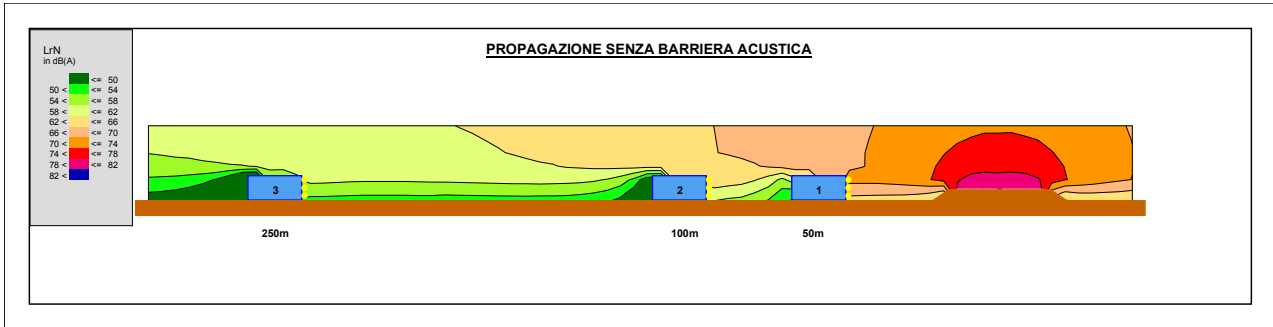 PROPAGAZIONE SENZA BARRIERA ACUSTICA
LrN
in dB(A)
<= 50
50 < <= 54
54 < <= 58
58 < <= 62
62 < <= 66
66 < <= 70
70 < <= 74
74 < <= 78
78 < <= 82
82 <
3 2 1
250m 100m 50m